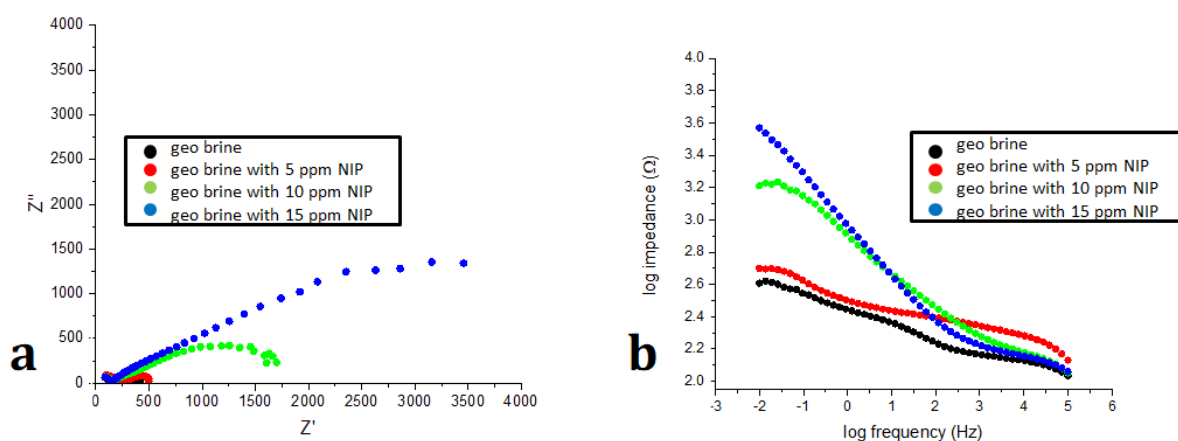 4000
3500
3000
2500
2000
1500
1000
500
0
Z''
geo brine
geo brine with 5 ppm NIP
geo brine with 10 ppm NIP
geo brine with 15 ppm NIP
a
0 500 1000 1500 2000 2500 3000 3500 4000
Z'
4.0
3.8
3.6
3.4
3.2
3.0
2.8
2.6
2.4
2.2
2.0
log impedance (Ω)
geo brine
geo brine with 5 ppm NIP
geo brine with 10 ppm NIP
geo brine with 15 ppm NIP
b
-3 -2 -1 0 1 2 3 4 5 6
log frequency (Hz)